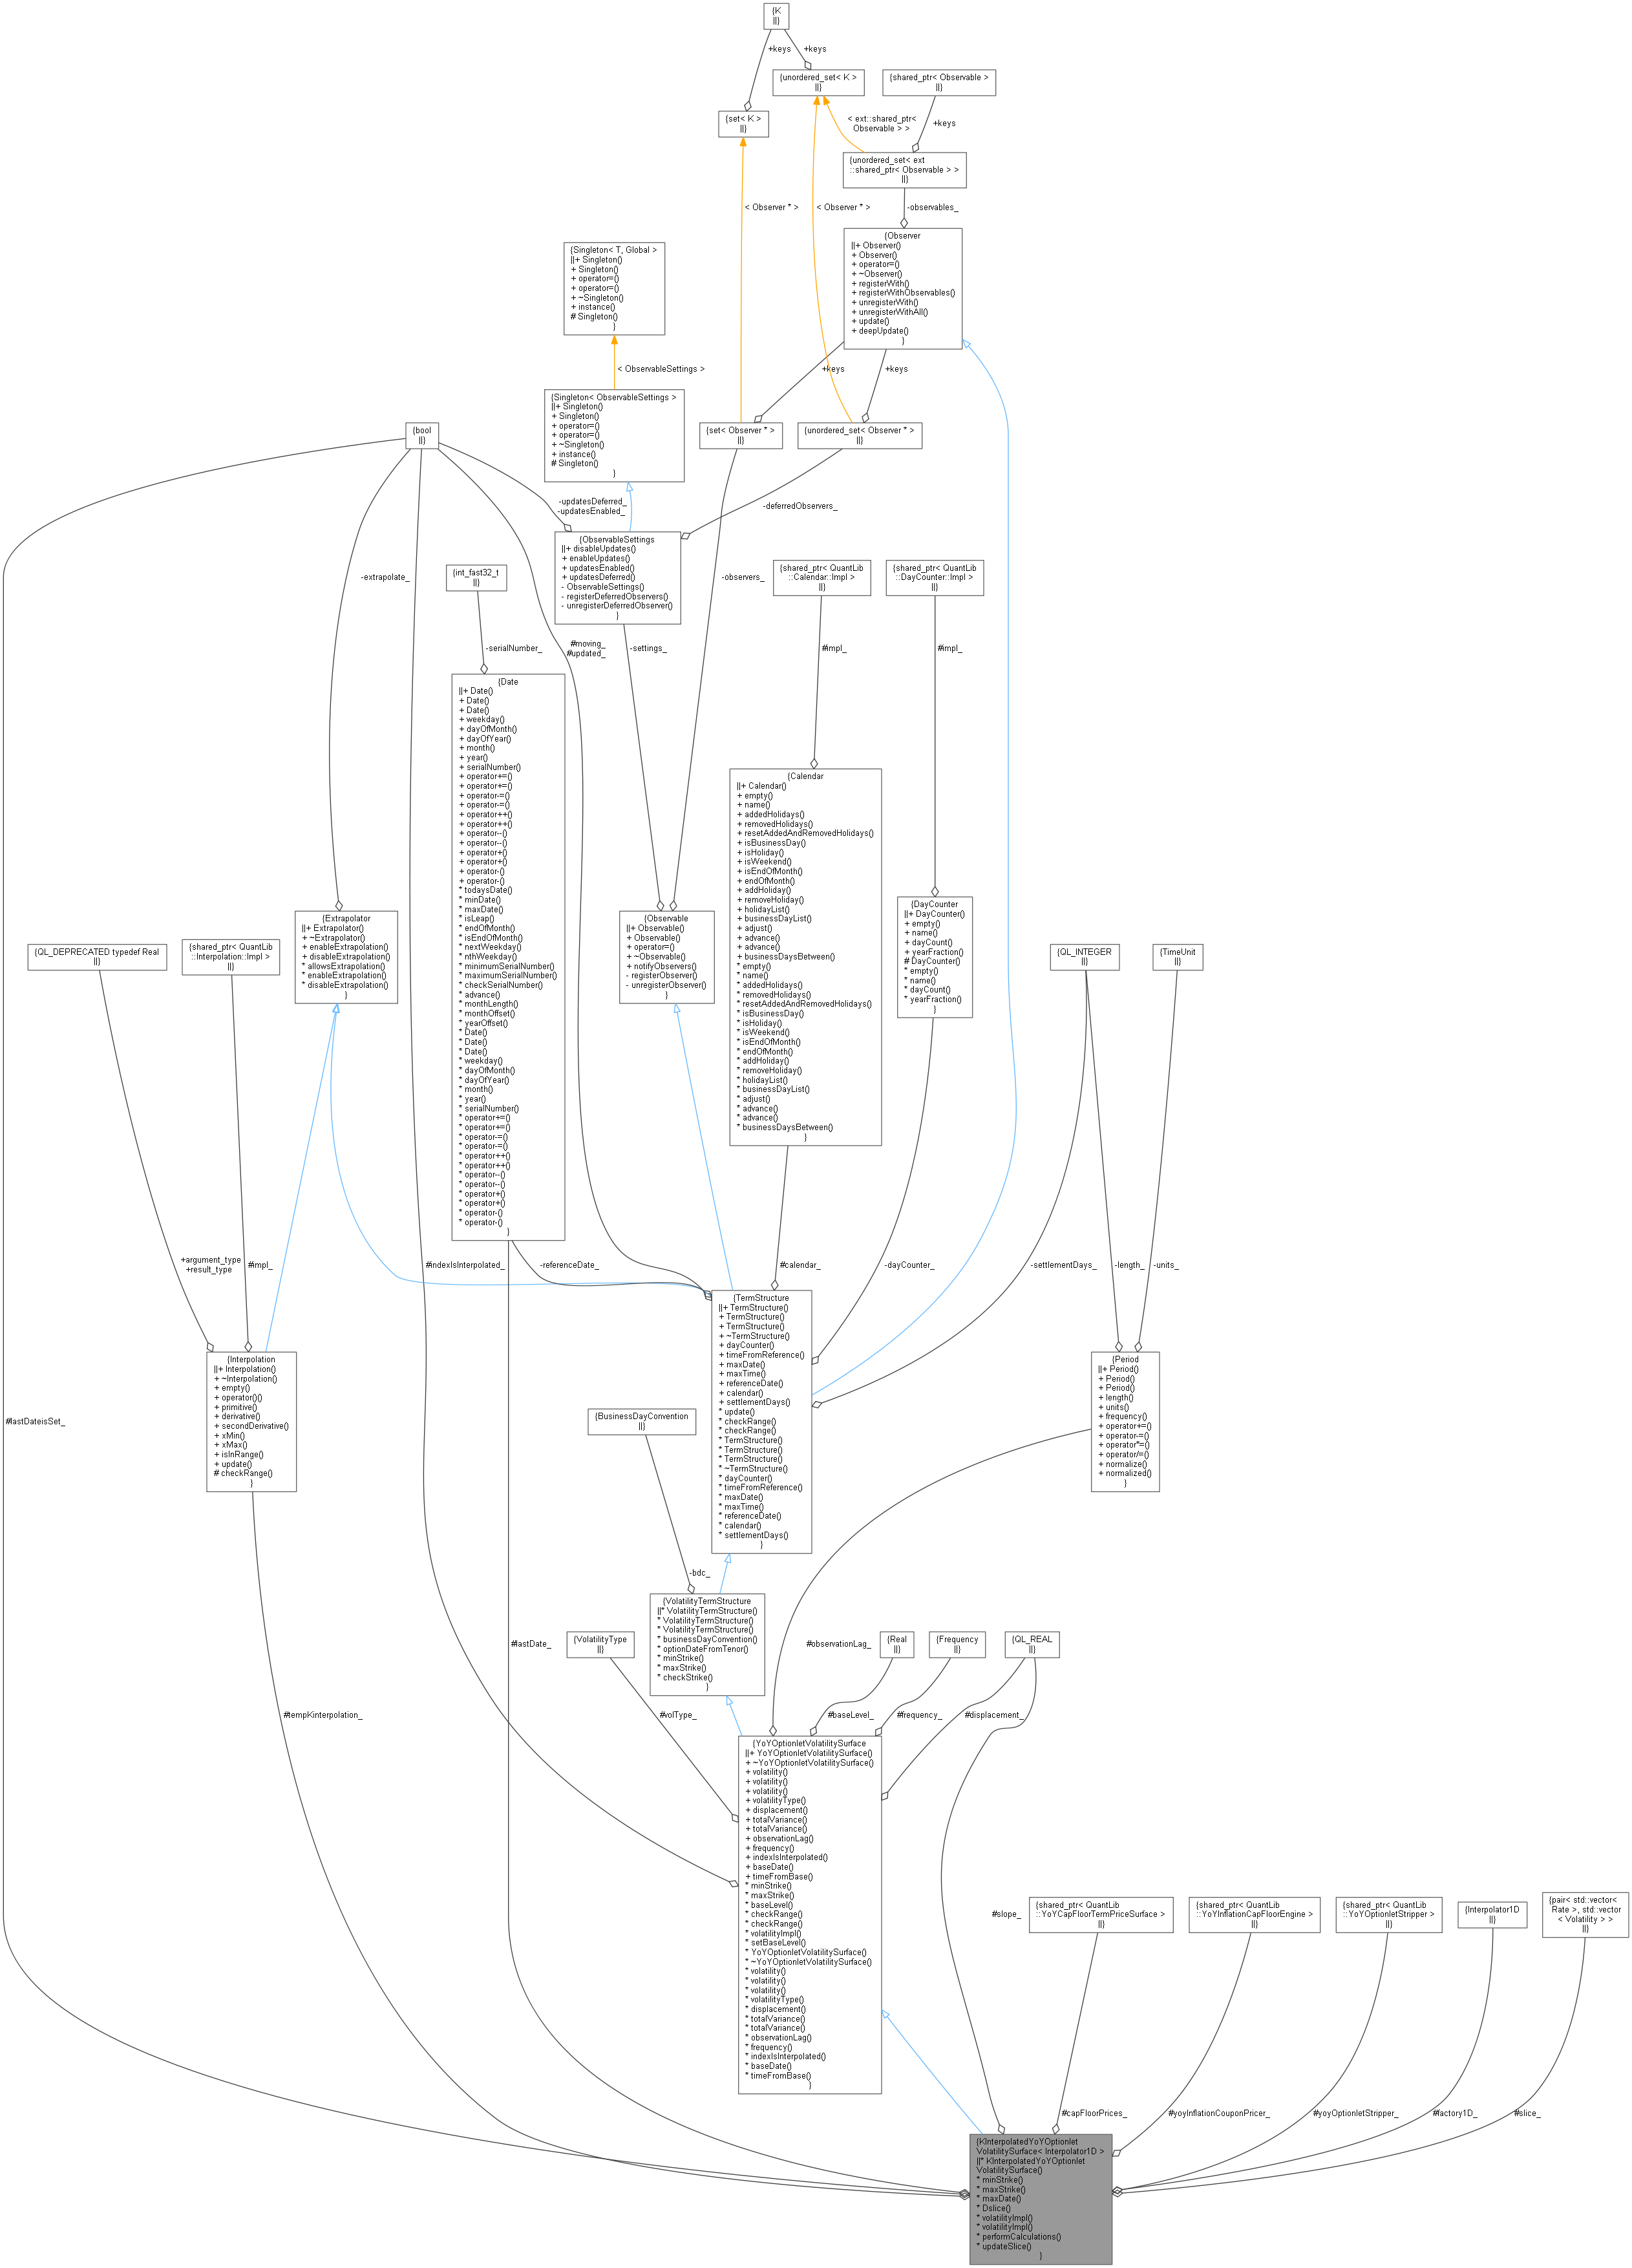 {K
||}
+keys
+keys
{unordered_set< K >
||}
{shared_ptr< Observable >
||}
{set< K >
||}
< ext::shared_ptr<
Observable > >
+keys
{unordered_set< ext
::shared_ptr< Observable > >
||}
< Observer * >
< Observer * >
-observables_
{Observer
||+ Observer()
+ Observer()
+ operator=()
+ ~Observer()
+ registerWith()
+ registerWithObservables()
+ unregisterWith()
+ unregisterWithAll()
+ update()
+ deepUpdate()
}
{Singleton< T, Global >
||+ Singleton()
+ Singleton()
+ operator=()
+ operator=()
+ ~Singleton()
+ instance()
# Singleton()
}
< ObservableSettings >
+keys
+keys
{Singleton< ObservableSettings >
||+ Singleton()
+ Singleton()
+ operator=()
+ operator=()
+ ~Singleton()
+ instance()
# Singleton()
}
{bool
||}
{set< Observer * >
||}
{unordered_set< Observer * >
||}
-updatesDeferred_
-updatesEnabled_
-deferredObservers_
{ObservableSettings
||+ disableUpdates()
+ enableUpdates()
+ updatesEnabled()
+ updatesDeferred()
- ObservableSettings()
- registerDeferredObservers()
- unregisterDeferredObserver()
}
-extrapolate_
{int_fast32_t
||}
-observers_
{shared_ptr< QuantLib
::Calendar::Impl >
||}
{shared_ptr< QuantLib
::DayCounter::Impl >
||}
-serialNumber_
#moving_
#updated_
-settings_
#impl_
#impl_
{Date
||+ Date()
+ Date()
+ Date()
+ weekday()
+ dayOfMonth()
+ dayOfYear()
+ month()
+ year()
+ serialNumber()
+ operator+=()
+ operator+=()
+ operator-=()
+ operator-=()
+ operator++()
+ operator++()
+ operator--()
+ operator--()
+ operator+()
+ operator+()
+ operator-()
+ operator-()
* todaysDate()
* minDate()
* maxDate()
* isLeap()
* endOfMonth()
* isEndOfMonth()
* nextWeekday()
* nthWeekday()
* minimumSerialNumber()
* maximumSerialNumber()
* checkSerialNumber()
* advance()
* monthLength()
* monthOffset()
* yearOffset()
* Date()
* Date()
* Date()
* weekday()
* dayOfMonth()
* dayOfYear()
* month()
* year()
* serialNumber()
* operator+=()
* operator+=()
* operator-=()
* operator-=()
* operator++()
* operator++()
* operator--()
* operator--()
* operator+()
* operator+()
* operator-()
* operator-()
}
{Calendar
||+ Calendar()
+ empty()
+ name()
+ addedHolidays()
+ removedHolidays()
+ resetAddedAndRemovedHolidays()
+ isBusinessDay()
+ isHoliday()
+ isWeekend()
+ isEndOfMonth()
+ endOfMonth()
+ addHoliday()
+ removeHoliday()
+ holidayList()
+ businessDayList()
+ adjust()
+ advance()
+ advance()
+ businessDaysBetween()
* empty()
* name()
* addedHolidays()
* removedHolidays()
* resetAddedAndRemovedHolidays()
* isBusinessDay()
* isHoliday()
* isWeekend()
* isEndOfMonth()
* endOfMonth()
* addHoliday()
* removeHoliday()
* holidayList()
* businessDayList()
* adjust()
* advance()
* advance()
* businessDaysBetween()
}
{DayCounter
||+ DayCounter()
+ empty()
+ name()
+ dayCount()
+ yearFraction()
# DayCounter()
* empty()
* name()
* dayCount()
* yearFraction()
}
{Extrapolator
||+ Extrapolator()
+ ~Extrapolator()
+ enableExtrapolation()
+ disableExtrapolation()
* allowsExtrapolation()
* enableExtrapolation()
* disableExtrapolation()
}
{Observable
||+ Observable()
+ Observable()
+ operator=()
+ ~Observable()
+ notifyObservers()
- registerObserver()
- unregisterObserver()
}
{QL_DEPRECATED typedef Real
||}
{shared_ptr< QuantLib
::Interpolation::Impl >
||}
{QL_INTEGER
||}
{TimeUnit
||}
+argument_type
+result_type
#impl_
#indexIsInterpolated_
-referenceDate_
#calendar_
-dayCounter_
-settlementDays_
-length_
-units_
{TermStructure
||+ TermStructure()
+ TermStructure()
+ TermStructure()
+ ~TermStructure()
+ dayCounter()
+ timeFromReference()
+ maxDate()
+ maxTime()
+ referenceDate()
+ calendar()
+ settlementDays()
* update()
* checkRange()
* checkRange()
* TermStructure()
* TermStructure()
* TermStructure()
* ~TermStructure()
* dayCounter()
* timeFromReference()
* maxDate()
* maxTime()
* referenceDate()
* calendar()
* settlementDays()
}
{Interpolation
||+ Interpolation()
+ ~Interpolation()
+ empty()
+ operator()()
+ primitive()
+ derivative()
+ secondDerivative()
+ xMin()
+ xMax()
+ isInRange()
+ update()
# checkRange()
}
{Period
||+ Period()
+ Period()
+ Period()
+ length()
+ units()
+ frequency()
+ operator+=()
+ operator-=()
+ operator*=()
+ operator/=()
+ normalize()
+ normalized()
}
#lastDateisSet_
{BusinessDayConvention
||}
-bdc_
{VolatilityTermStructure
||* VolatilityTermStructure()
* VolatilityTermStructure()
* VolatilityTermStructure()
* businessDayConvention()
* optionDateFromTenor()
* minStrike()
* maxStrike()
* checkStrike()
}
#lastDate_
{VolatilityType
||}
#observationLag_
{Real
||}
{Frequency
||}
{QL_REAL
||}
#tempKinterpolation_
#volType_
#baseLevel_
#frequency_
#displacement_
{YoYOptionletVolatilitySurface
||+ YoYOptionletVolatilitySurface()
+ ~YoYOptionletVolatilitySurface()
+ volatility()
+ volatility()
+ volatility()
+ volatilityType()
+ displacement()
+ totalVariance()
+ totalVariance()
+ observationLag()
+ frequency()
+ indexIsInterpolated()
+ baseDate()
+ timeFromBase()
* minStrike()
* maxStrike()
* baseLevel()
* checkRange()
* checkRange()
* volatilityImpl()
* setBaseLevel()
* YoYOptionletVolatilitySurface()
* ~YoYOptionletVolatilitySurface()
* volatility()
* volatility()
* volatility()
* volatilityType()
* displacement()
* totalVariance()
* totalVariance()
* observationLag()
* frequency()
* indexIsInterpolated()
* baseDate()
* timeFromBase()
}
#slope_
{shared_ptr< QuantLib
::YoYCapFloorTermPriceSurface >
||}
{shared_ptr< QuantLib
::YoYInflationCapFloorEngine >
||}
{shared_ptr< QuantLib
::YoYOptionletStripper >
||}
{Interpolator1D
||}
{pair< std::vector<
Rate >, std::vector
< Volatility > >
||}
#capFloorPrices_
#yoyInflationCouponPricer_
#yoyOptionletStripper_
#factory1D_
#slice_
{KInterpolatedYoYOptionlet
VolatilitySurface< Interpolator1D >
||* KInterpolatedYoYOptionlet
VolatilitySurface()
* minStrike()
* maxStrike()
* maxDate()
* Dslice()
* volatilityImpl()
* volatilityImpl()
* performCalculations()
* updateSlice()
}